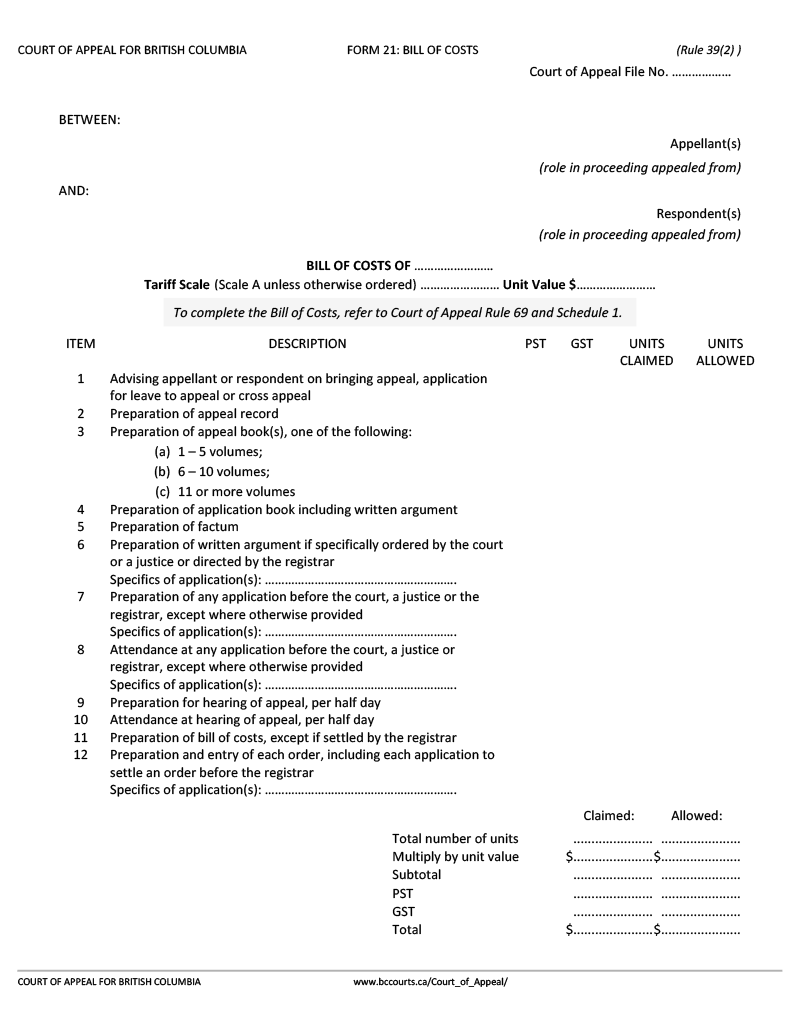 COURT OF APPEAL FOR BRITISH COLUMBIA FORM 21: BILL OF COSTS (Rule 39(2) )
Court of Appeal File No. ………………
BETWEEN:
Appellant(s)
(role in proceeding appealed from)
AND:
Respondent(s)
(role in proceeding appealed from)
BILL OF COSTS OF ……………………
Tariff Scale (Scale A unless otherwise ordered) …………………… Unit Value $……………………
To complete the Bill of Costs, refer to Court of Appeal Rule 69 and Schedule 1.
ITEM DESCRIPTION PST GST UNITS UNITS
CLAIMED ALLOWED
1 Advising appellant or respondent on bringing appeal, application
for leave to appeal or cross appeal
2 Preparation of appeal record
3 Preparation of appeal book(s), one of the following:
(a) 1 – 5 volumes;
(b) 6 – 10 volumes;
(c) 11 or more volumes
4 Preparation of application book including written argument
5 Preparation of factum
6 Preparation of written argument if specifically ordered by the court
or a justice or directed by the registrar
Specifics of application(s): …………………………………………………
7 Preparation of any application before the court, a justice or the
registrar, except where otherwise provided
Specifics of application(s): …………………………………………………
8 Attendance at any application before the court, a justice or
registrar, except where otherwise provided
Specifics of application(s): …………………………………………………
9 Preparation for hearing of appeal, per half day
10 Attendance at hearing of appeal, per half day
11 Preparation of bill of costs, except if settled by the registrar
12 Preparation and entry of each order, including each application to
settle an order before the registrar
Specifics of application(s): …………………………………………………
Claimed: Allowed:
Total number of units …………………… ……………………
Multiply by unit value $……………………$……………………
Subtotal …………………… ……………………
PST …………………… ……………………
GST …………………… ……………………
Total $……………………$……………………
COURT OF APPEAL FOR BRITISH COLUMBIA www.bccourts.ca/Court_of_Appeal/